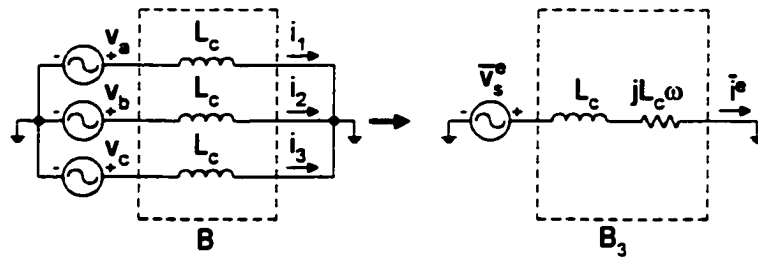 v_a
- +
L_c
i_1
v_b
- +
L_c
i_2
v_c
- +
L_c
i_3
B
v̅_s^e
- +
L_c
jL_cω
i̅^e
B_3